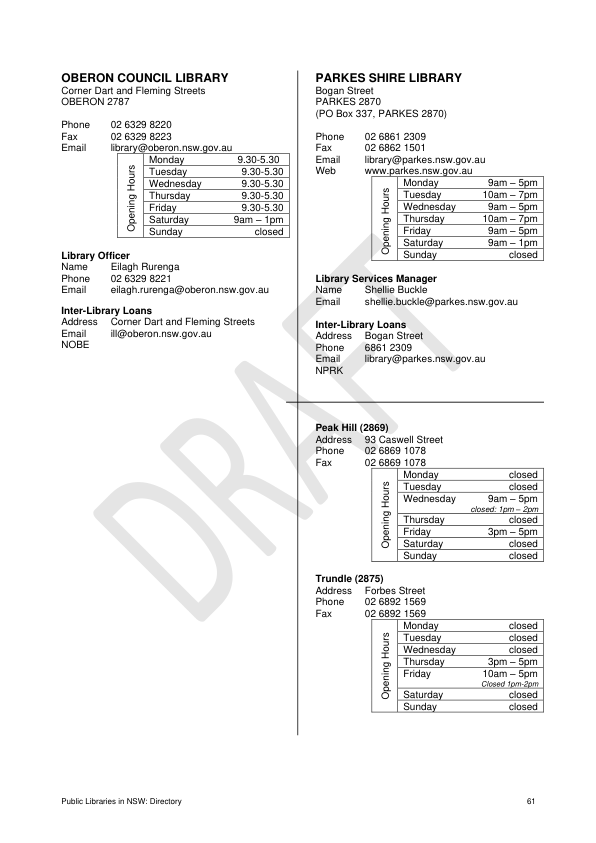 OBERON COUNCIL LIBRARY
Corner Dart and Fleming Streets
OBERON 2787
Phone 02 6329 8220
Fax 02 6329 8223
Email library@oberon.nsw.gov.au
Opening Hours
Monday 9.30-5.30
Tuesday 9.30-5.30
Wednesday 9.30-5.30
Thursday 9.30-5.30
Friday 9.30-5.30
Saturday 9am – 1pm
Sunday closed
Library Officer
Name Eilagh Rurenga
Phone 02 6329 8221
Email eilagh.rurenga@oberon.nsw.gov.au
Inter-Library Loans
Address Corner Dart and Fleming Streets
Email ill@oberon.nsw.gov.au
NOBE
PARKES SHIRE LIBRARY
Bogan Street
PARKES 2870
(PO Box 337, PARKES 2870)
Phone 02 6861 2309
Fax 02 6862 1501
Email library@parkes.nsw.gov.au
Web www.parkes.nsw.gov.au
Opening Hours
Monday 9am – 5pm
Tuesday 10am – 7pm
Wednesday 9am – 5pm
Thursday 10am – 7pm
Friday 9am – 5pm
Saturday 9am – 1pm
Sunday closed
Library Services Manager
Name Shellie Buckle
Email shellie.buckle@parkes.nsw.gov.au
Inter-Library Loans
Address Bogan Street
Phone 6861 2309
Email library@parkes.nsw.gov.au
NPRK
Peak Hill (2869)
Address 93 Caswell Street
Phone 02 6869 1078
Fax 02 6869 1078
Opening Hours
Monday closed
Tuesday closed
Wednesday 9am – 5pm
closed: 1pm – 2pm
Thursday closed
Friday 3pm – 5pm
Saturday closed
Sunday closed
Trundle (2875)
Address Forbes Street
Phone 02 6892 1569
Fax 02 6892 1569
Opening Hours
Monday closed
Tuesday closed
Wednesday closed
Thursday 3pm – 5pm
Friday 10am – 5pm
Closed 1pm-2pm
Saturday closed
Sunday closed
DRAFT
Public Libraries in NSW: Directory 61